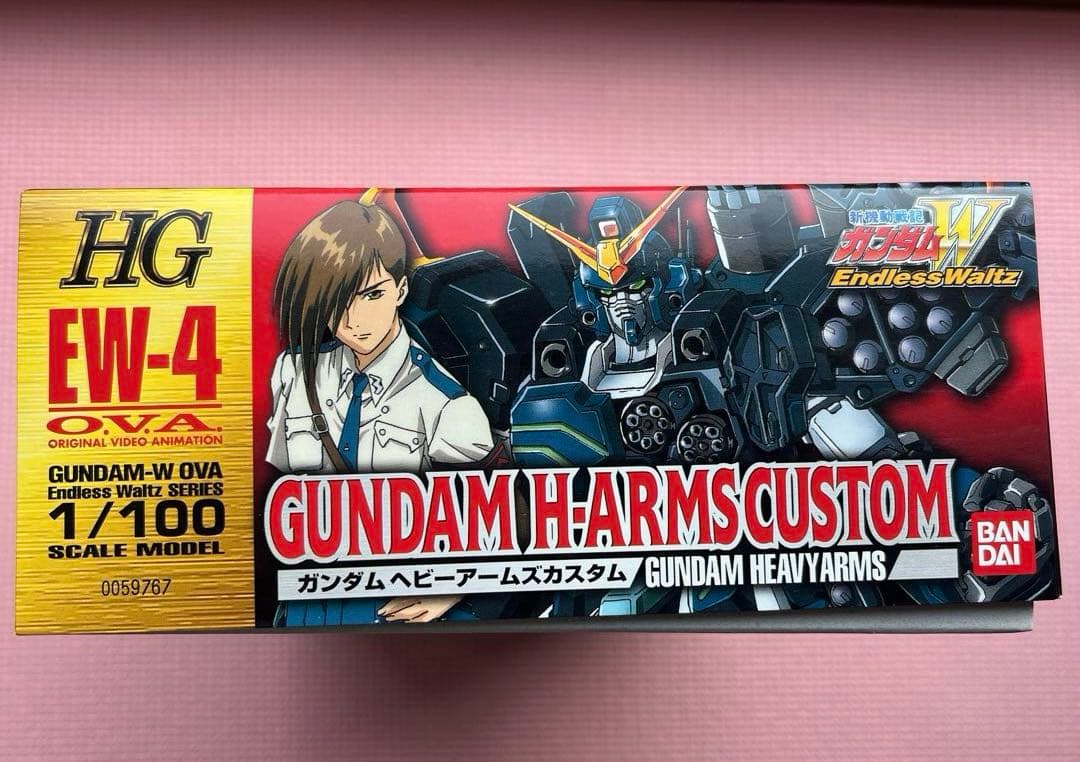 HG
EW-4
O.V.A.
ORIGINAL VIDEO ANIMATION
GUNDAM-W OVA
Endless Waltz SERIES
1/100
SCALE MODEL
0059767
新機動戦記
ガンダムW
Endless Waltz
GUNDAM H-ARMS CUSTOM
ガンダム ヘビーアームズカスタム
GUNDAM HEAVYARMS
BAN
DAI